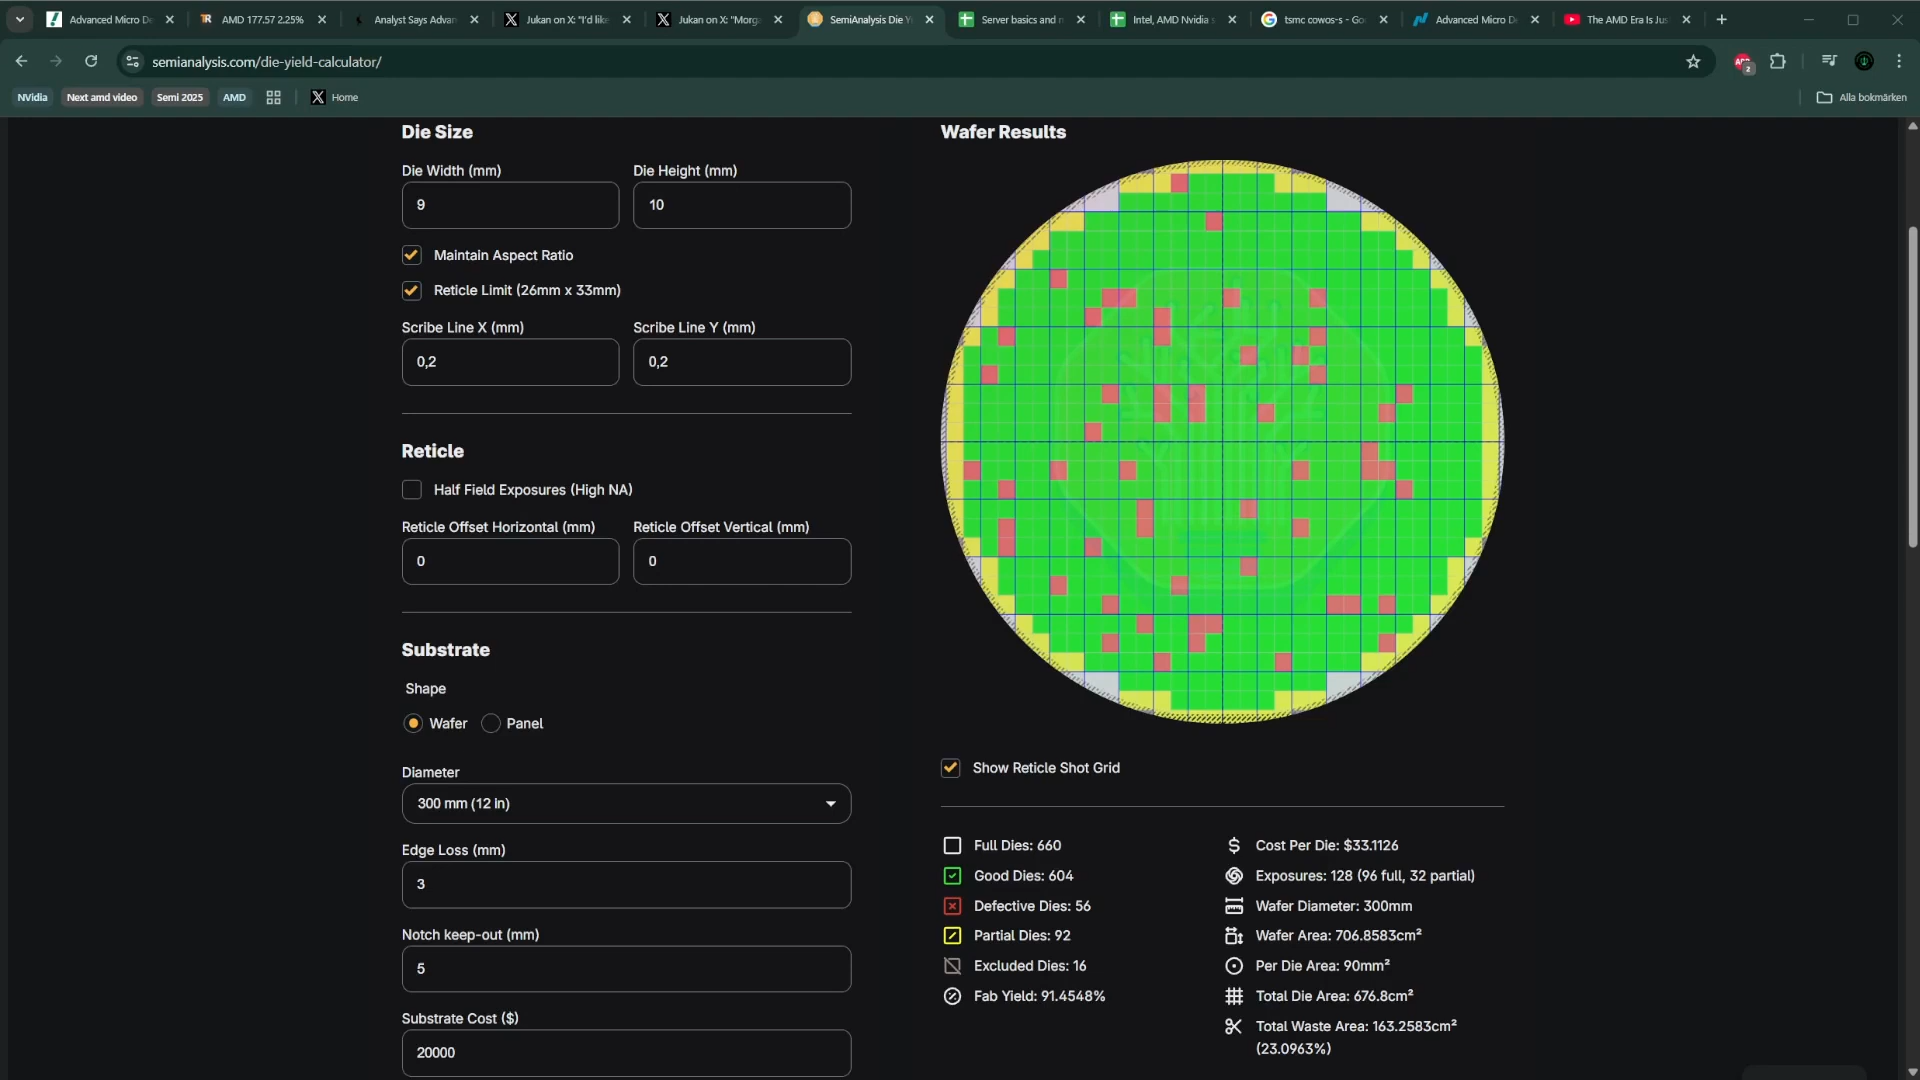 Advanced Micro De
AMD 177.57 2.25%
Analyst Says Advan
Jukan on X: "I'd like
Jukan on X: "Morg
SemiAnalysis Die Y
Server basics and n
Intel, AMD Nvidia s
tsmc cowos-s - Go
Advanced Micro De
The AMD Era Is Jus
semianalysis.com/die-yield-calculator/
2
NVidia
Next amd video
Semi 2025
AMD
Home
Alla bokmärken
Die Size
Die Width (mm)
Die Height (mm)
9
10
Maintain Aspect Ratio
Reticle Limit (26mm x 33mm)
Scribe Line X (mm)
Scribe Line Y (mm)
0,2
0,2
Reticle
Half Field Exposures (High NA)
Reticle Offset Horizontal (mm)
Reticle Offset Vertical (mm)
0
0
Substrate
Shape
Wafer
Panel
Diameter
300 mm (12 in)
Edge Loss (mm)
3
Notch keep-out (mm)
5
Substrate Cost ($)
20000
Wafer Results
Show Reticle Shot Grid
Full Dies: 660
Good Dies: 604
Defective Dies: 56
Partial Dies: 92
Excluded Dies: 16
Fab Yield: 91.4548%
Cost Per Die: $33.1126
Exposures: 128 (96 full, 32 partial)
Wafer Diameter: 300mm
Wafer Area: 706.8583cm²
Per Die Area: 90mm²
Total Die Area: 676.8cm²
Total Waste Area: 163.2583cm²
(23.0963%)